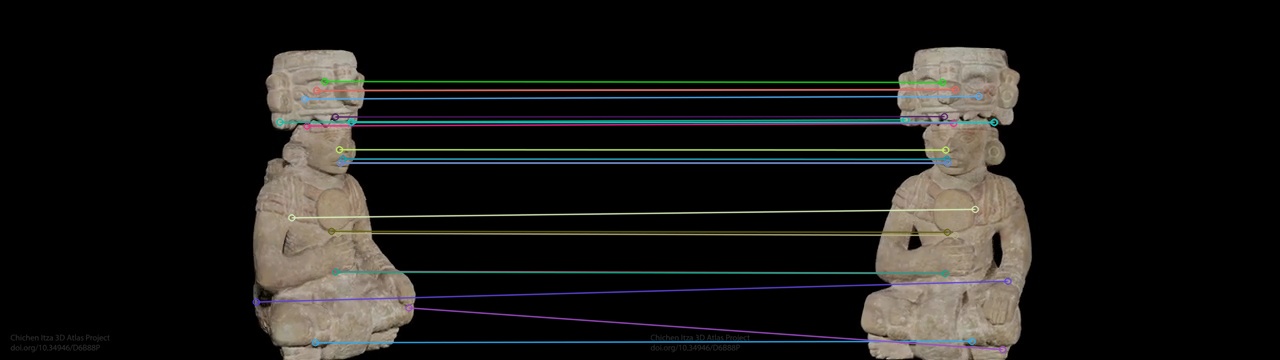 Chichen Itza 3D Atlas Project
doi.org/10.34946/D6B88P
Chichen Itza 3D Atlas Project
doi.org/10.34946/D6B88P